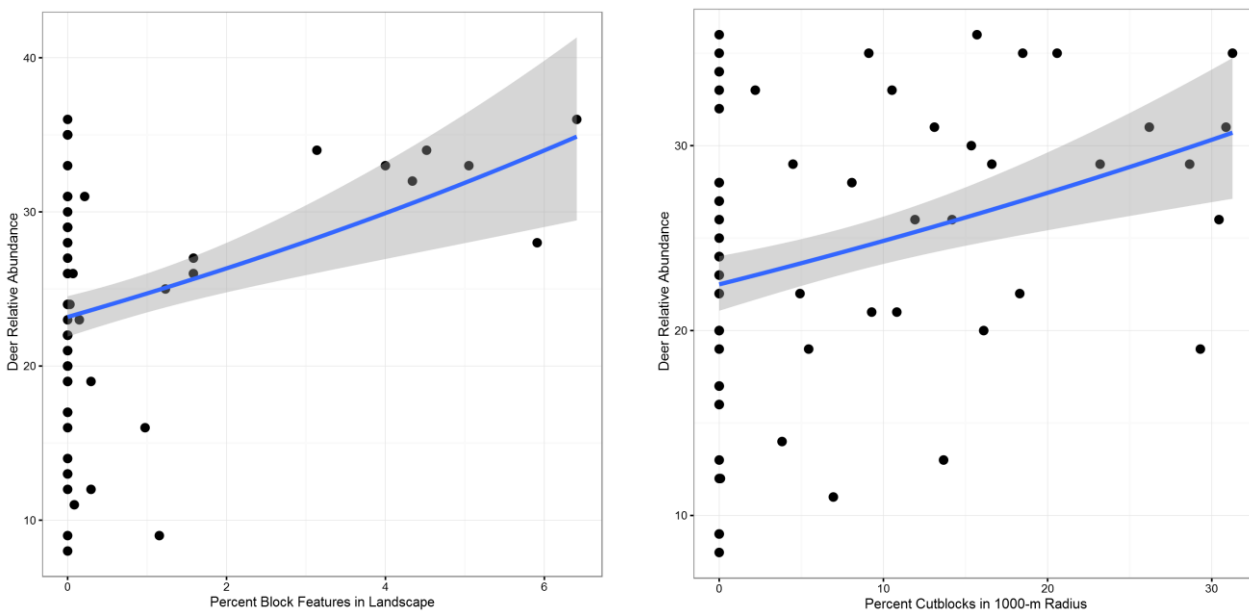 40
30
20
10
Deer Relative Abundance
0 2 4 6
Percent Block Features in Landscape
30
20
10
Deer Relative Abundance
0 10 20 30
Percent Cutblocks in 1000-m Radius